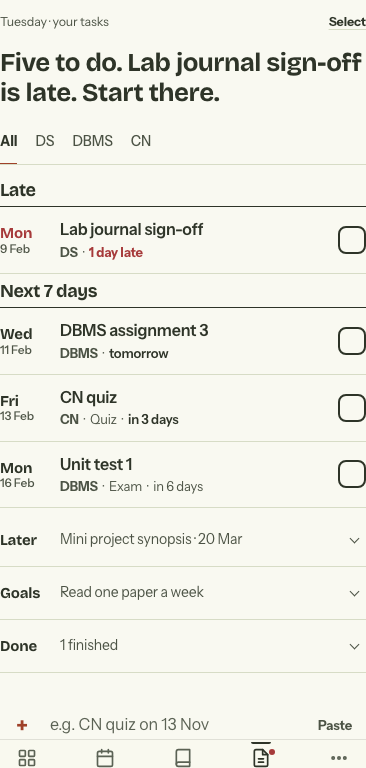 Tuesday · your tasks
Select
Five to do. Lab journal sign-off
is late. Start there.
All DS DBMS CN
Late
Mon
9 Feb
Lab journal sign-off
DS · 1 day late
Next 7 days
Wed
11 Feb
DBMS assignment 3
DBMS · tomorrow
Fri
13 Feb
CN quiz
CN · Quiz · in 3 days
Mon
16 Feb
Unit test 1
DBMS · Exam · in 6 days
Later Mini project synopsis · 20 Mar
Goals Read one paper a week
Done 1 finished
+ e.g. CN quiz on 13 Nov Paste